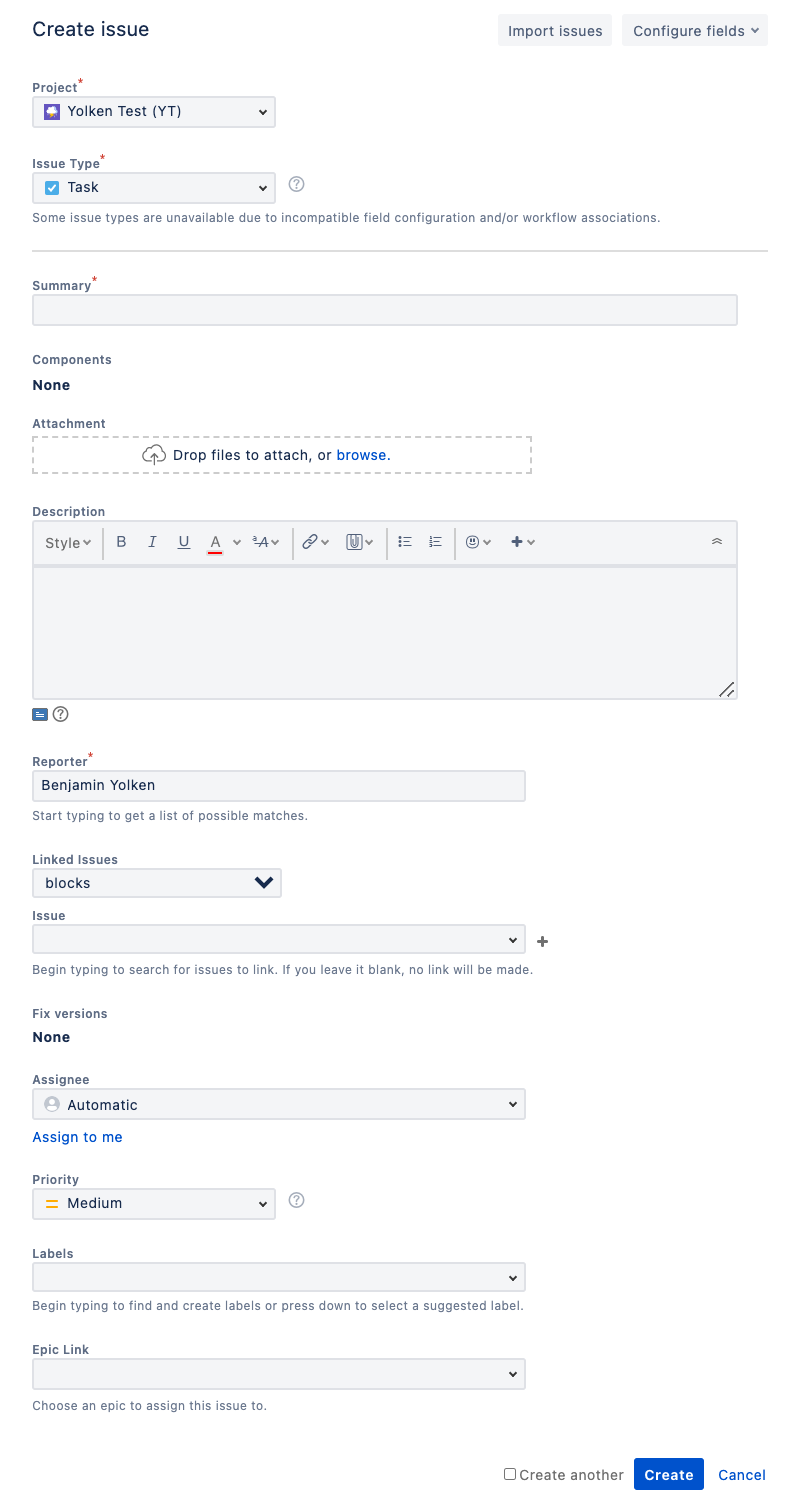 Create issue
Import issues
Configure fields
Project*
Yolken Test (YT)
Issue Type*
Task
Some issue types are unavailable due to incompatible field configuration and/or workflow associations.
Summary*
Components
None
Attachment
Drop files to attach, or browse.
Description
Style B I U A ᵃA
Reporter*
Benjamin Yolken
Start typing to get a list of possible matches.
Linked Issues
blocks
Issue
Begin typing to search for issues to link. If you leave it blank, no link will be made.
Fix versions
None
Assignee
Automatic
Assign to me
Priority
Medium
Labels
Begin typing to find and create labels or press down to select a suggested label.
Epic Link
Choose an epic to assign this issue to.
Create another Create Cancel